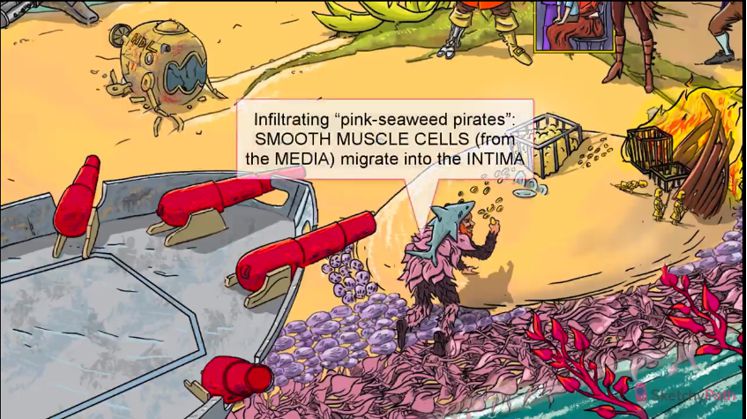 Infiltrating “pink-seaweed pirates”:
SMOOTH MUSCLE CELLS (from
the MEDIA) migrate into the INTIMA